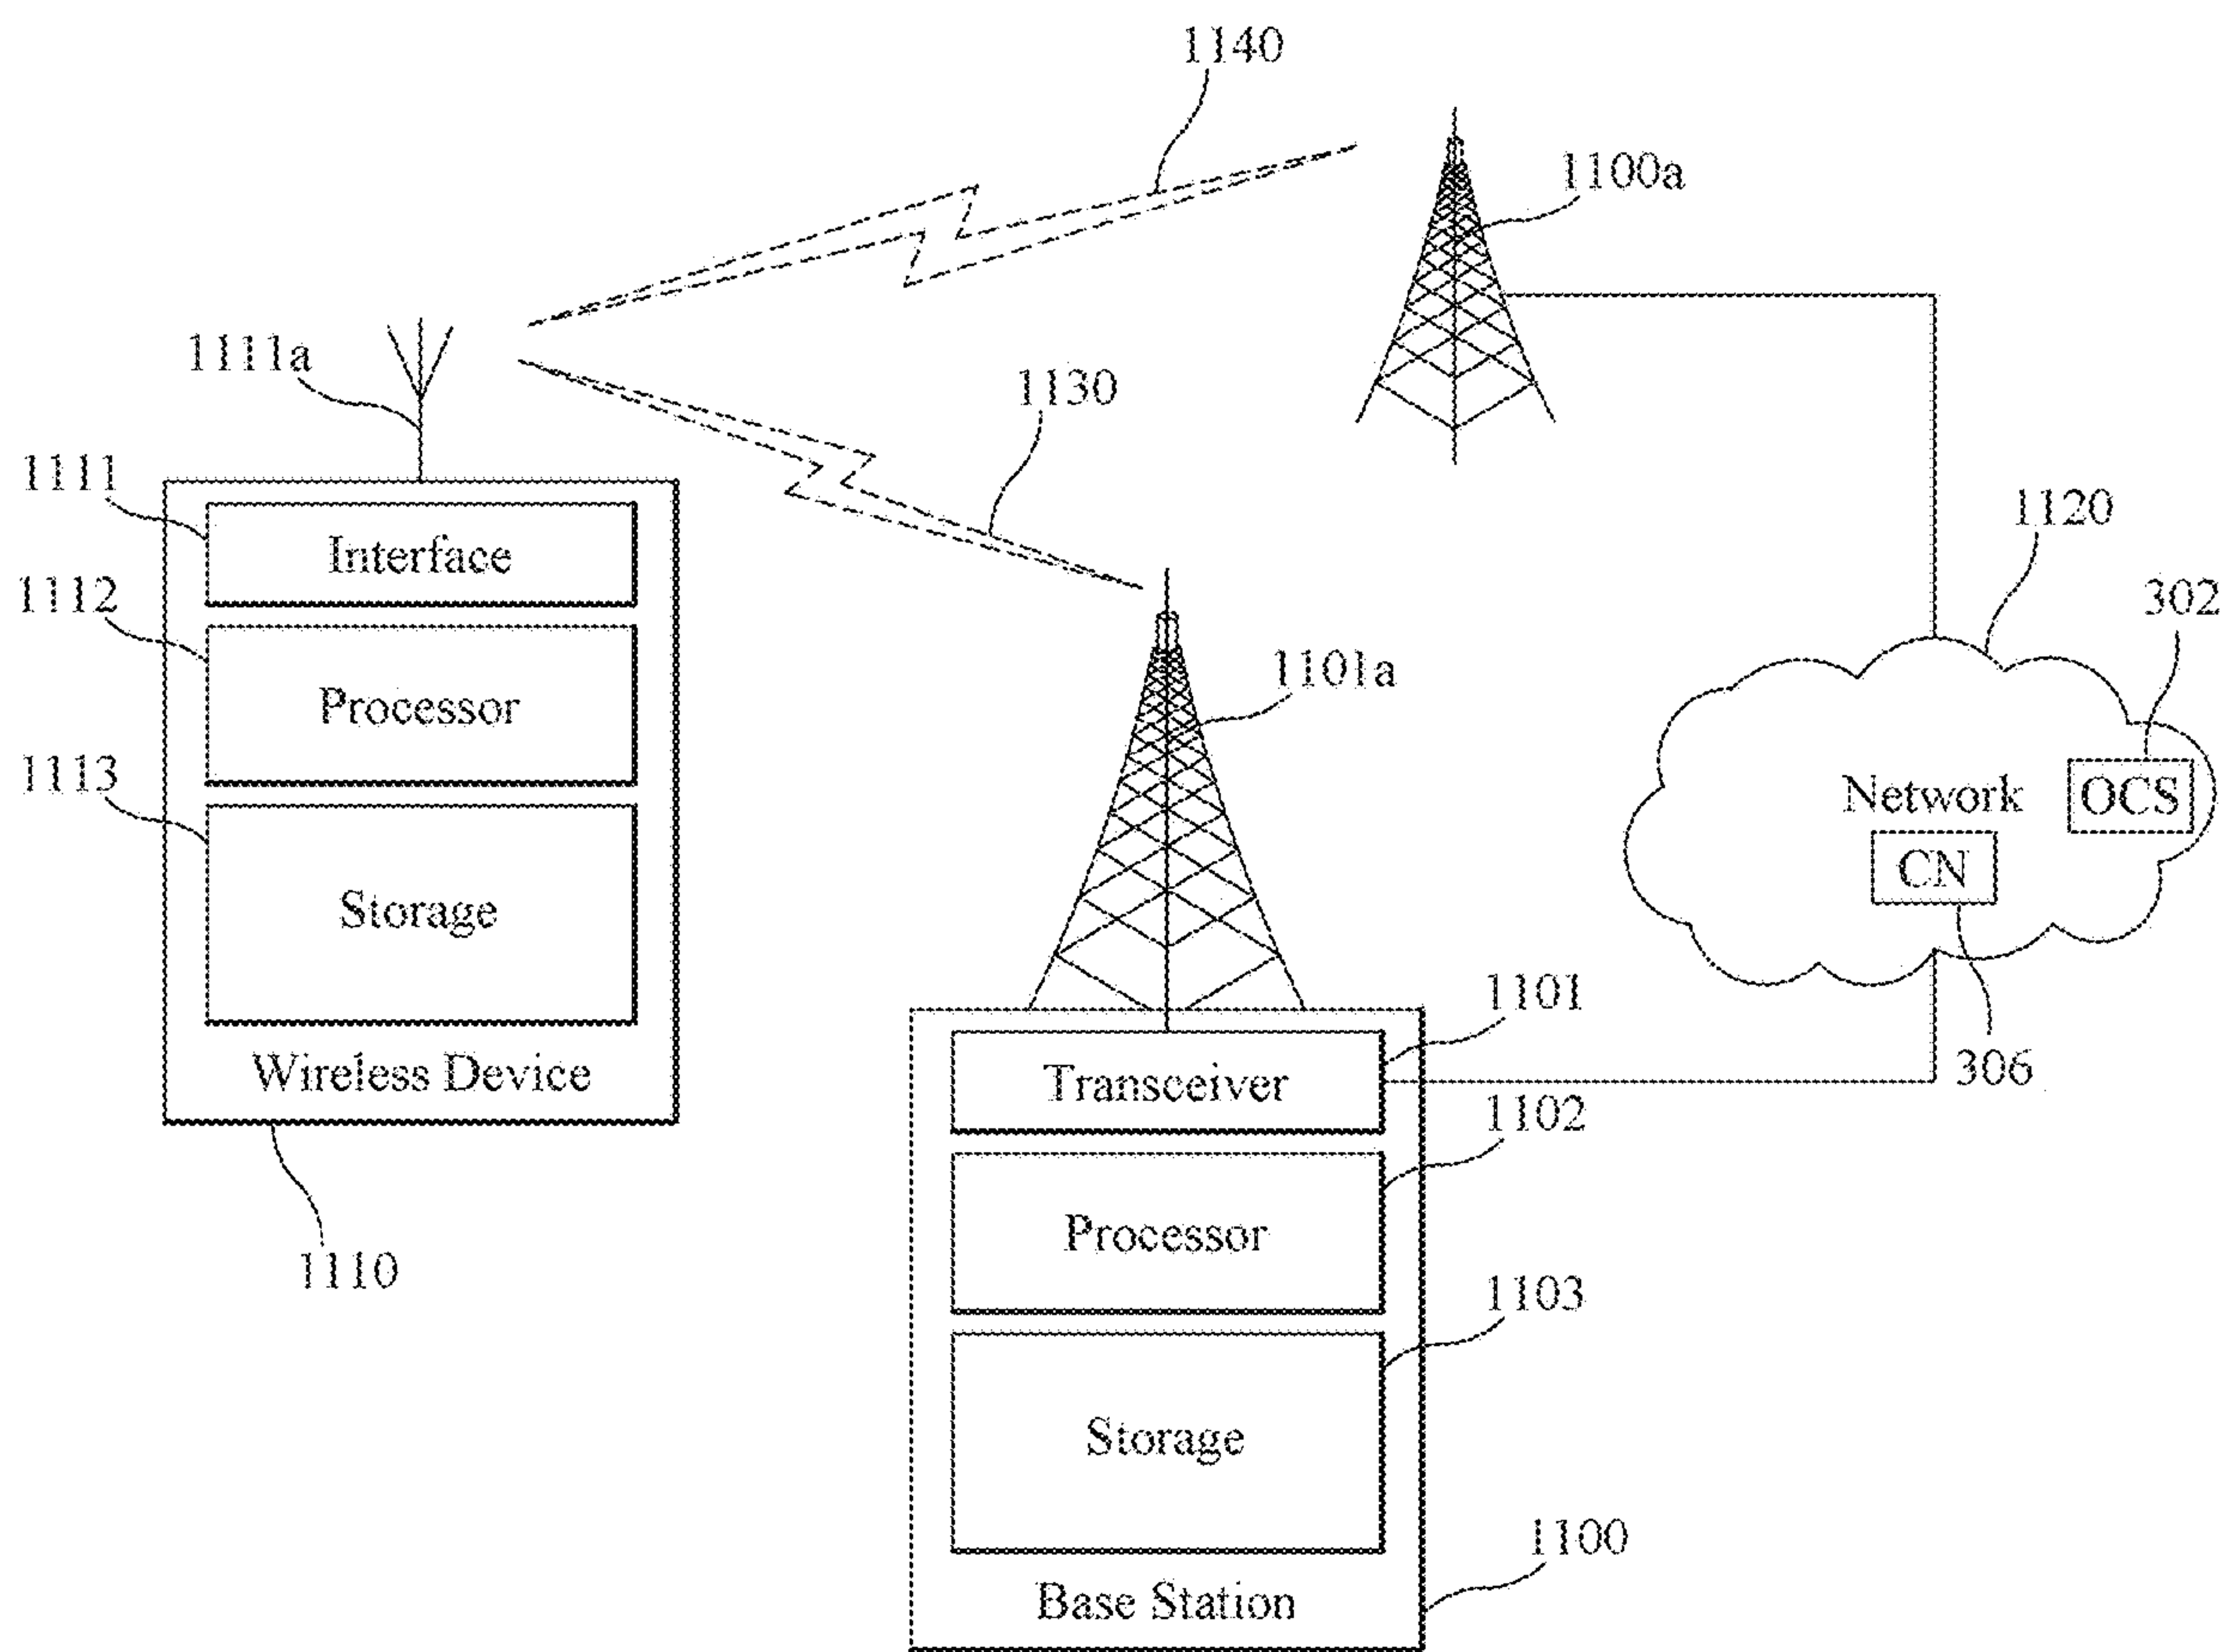 1140
1100a
1111a
1130
1111
Interface
1120
1112
302
Processor
1101a
1113
Network
OCS
CN
Storage
1101
Wireless Device
Transceiver
306
1102
Processor
1110
1103
Storage
1100
Base Station